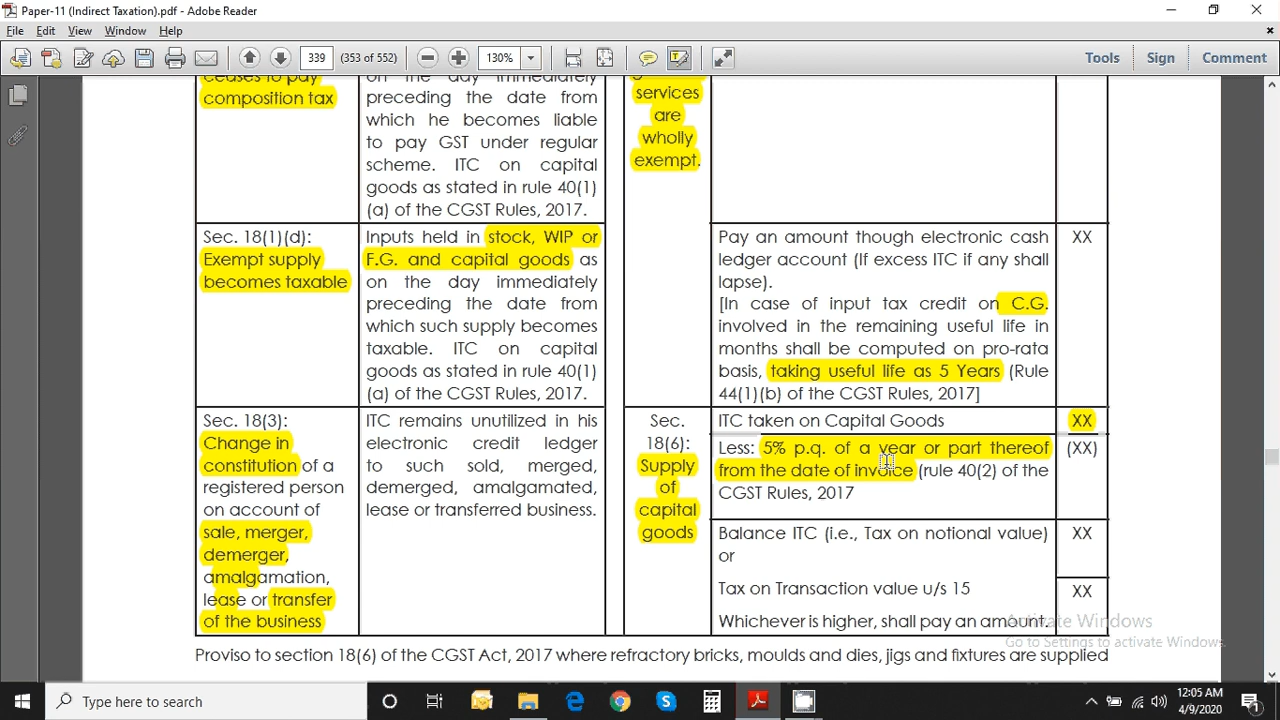 Paper-11 (Indirect Taxation).pdf - Adobe Reader
File Edit View Window Help
339 (353 of 552) 130% Tools Sign Comment
ceases to pay
composition tax
on the day immediately
preceding the date from
which he becomes liable
to pay GST under regular
scheme. ITC on capital
goods as stated in rule 40(1)
(a) of the CGST Rules, 2017.
services
are
wholly
exempt.
Sec. 18(1)(d):
Exempt supply
becomes taxable
Inputs held in stock, WIP or
F.G. and capital goods as
on the day immediately
preceding the date from
which such supply becomes
taxable. ITC on capital
goods as stated in rule 40(1)
(a) of the CGST Rules, 2017.
Pay an amount though electronic cash
ledger account (If excess ITC if any shall
lapse).
[In case of input tax credit on C.G.
involved in the remaining useful life in
months shall be computed on pro-rata
basis, taking useful life as 5 Years (Rule
44(1)(b) of the CGST Rules, 2017]
XX
Sec. 18(3):
Change in
constitution of a
registered person
on account of
sale, merger,
demerger,
amalgamation,
lease or transfer
of the business
ITC remains unutilized in his
electronic credit ledger
to such sold, merged,
demerged, amalgamated,
lease or transferred business.
Sec.
18(6):
Supply
of
capital
goods
ITC taken on Capital Goods
XX
Less: 5% p.q. of a year or part thereof
from the date of invoice (rule 40(2) of the
CGST Rules, 2017
(XX)
Balance ITC (i.e., Tax on notional value)
or
XX
Tax on Transaction value u/s 15
XX
Whichever is higher, shall pay an amount.
Proviso to section 18(6) of the CGST Act, 2017 where refractory bricks, moulds and dies, jigs and fixtures are supplied
Activate Windows
Go to Settings to activate Windows.
Type here to search
12:05 AM
4/9/2020
1